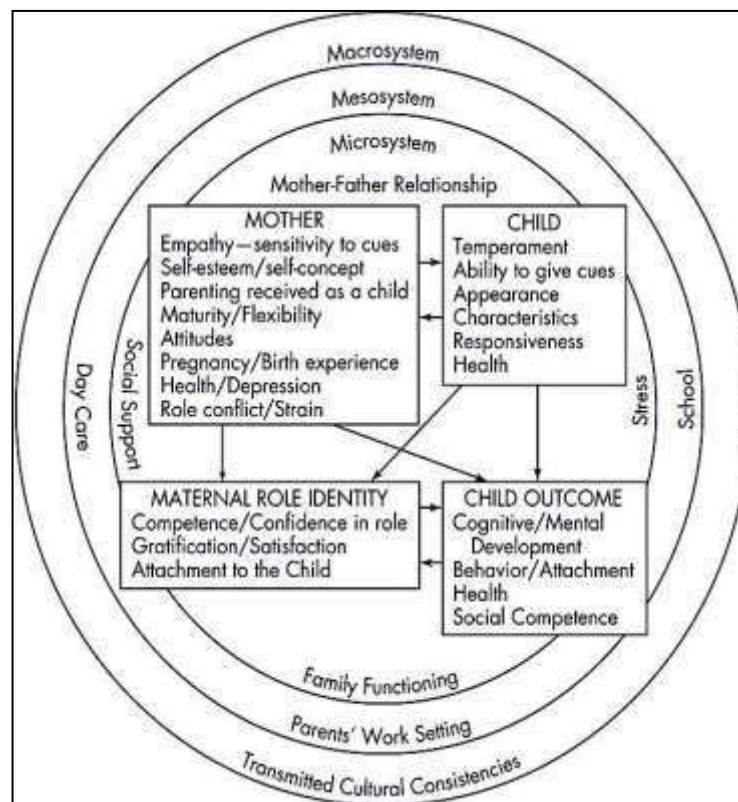 Macrosystem
Mesosystem
Microsystem
Mother-Father Relationship
MOTHER
Empathy—sensitivity to cues
Self-esteem/self-concept
Parenting received as a child
Maturity/Flexibility
Attitudes
Pregnancy/Birth experience
Health/Depression
Role conflict/Strain
CHILD
Temperament
Ability to give cues
Appearance
Characteristics
Responsiveness
Health
Day Care
Social Support
Stress
School
MATERNAL ROLE IDENTITY
Competence/Confidence in role
Gratification/Satisfaction
Attachment to the Child
CHILD OUTCOME
Cognitive/Mental
Development
Behavior/Attachment
Health
Social Competence
Family Functioning
Parents' Work Setting
Transmitted Cultural Consistencies